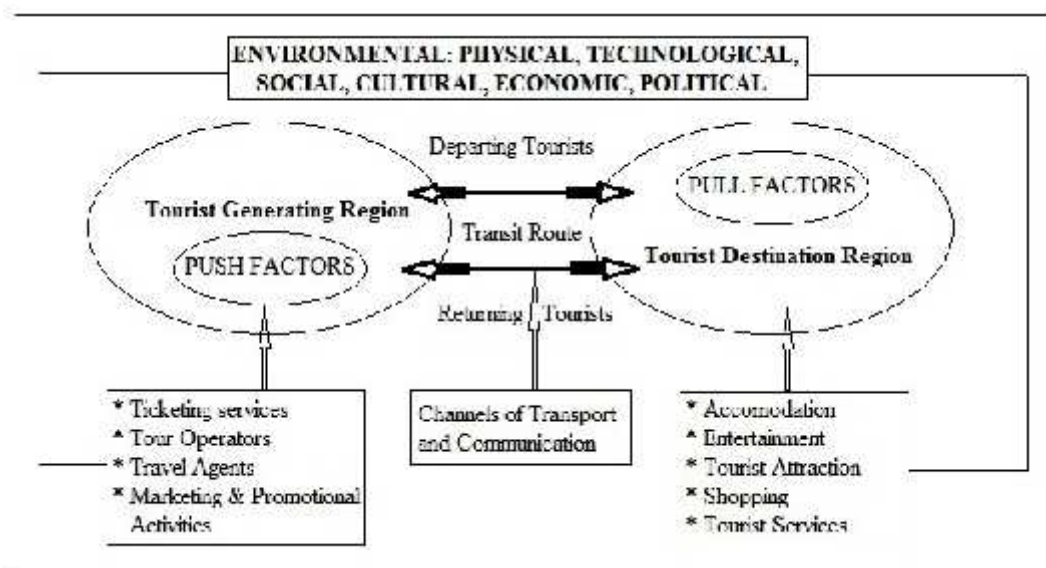 ENVIRONMENTAL: PHYSICAL, TECHNOLOGICAL,
SOCIAL, CULTURAL, ECONOMIC, POLITICAL
Departing Tourists
PULL FACTORS
Tourist Generating Region
Transit Route
Tourist Destination Region
PUSH FACTORS
Returning Tourists
* Ticketing services
* Tour Operators
* Travel Agents
* Marketing & Promotional
Activities
Channels of Transport
and Communication
* Accomodation
* Entertainment
* Tourist Attraction
* Shopping
* Tourist Services